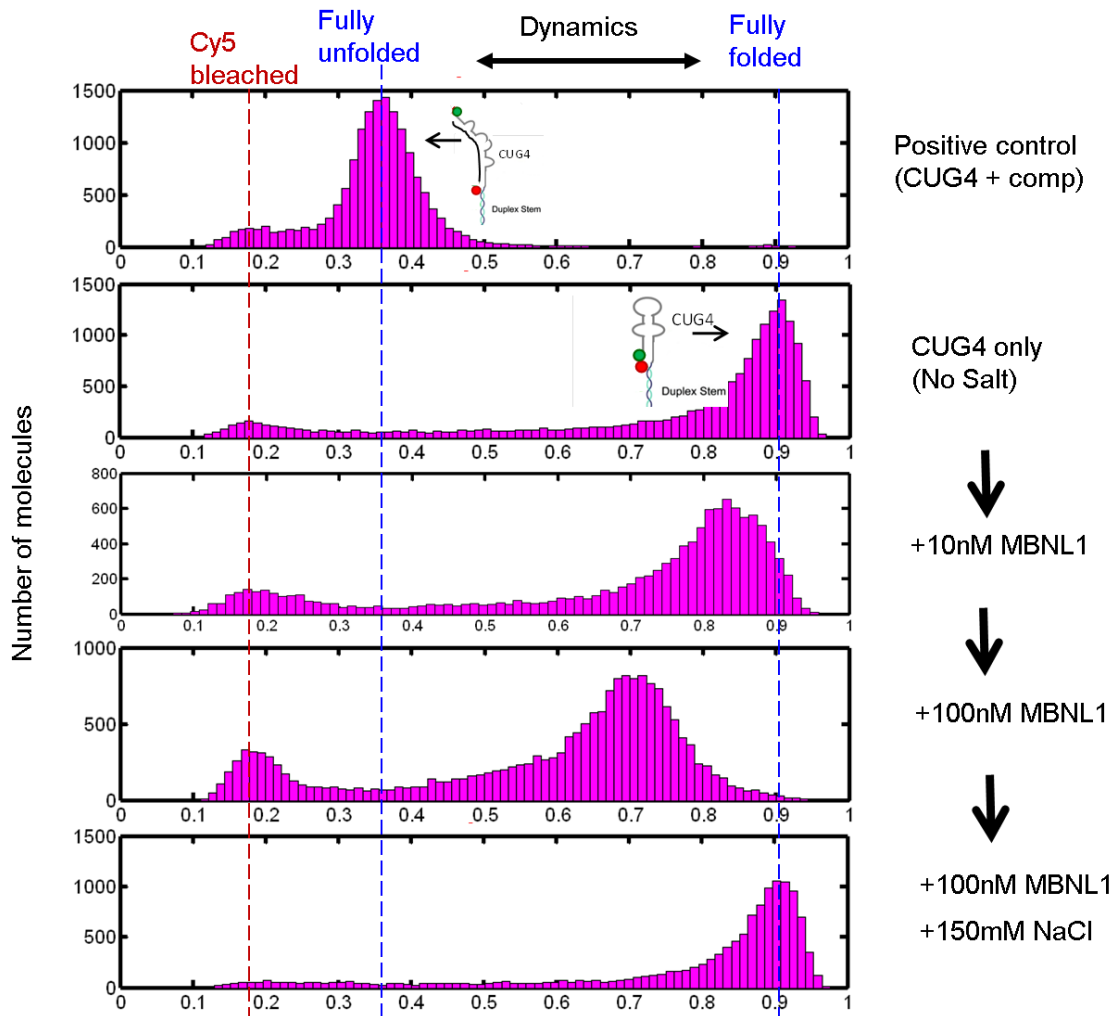 Cy5
bleached
Fully
unfolded
Dynamics
Fully
folded
Number of molecules
1500
1000
500
0
CUG4
Duplex Stem
0 0.1 0.2 0.3 0.4 0.5 0.6 0.7 0.8 0.9 1
Positive control
(CUG4 + comp)
1500
1000
500
0
CUG4
Duplex Stem
0 0.1 0.2 0.3 0.4 0.5 0.6 0.7 0.8 0.9 1
CUG4 only
(No Salt)
800
600
400
200
0
0 0.1 0.2 0.3 0.4 0.5 0.6 0.7 0.8 0.9 1
+10nM MBNL1
1000
500
0
0 0.1 0.2 0.3 0.4 0.5 0.6 0.7 0.8 0.9 1
+100nM MBNL1
1500
1000
500
0
0 0.1 0.2 0.3 0.4 0.5 0.6 0.7 0.8 0.9 1
+100nM MBNL1
+150mM NaCl